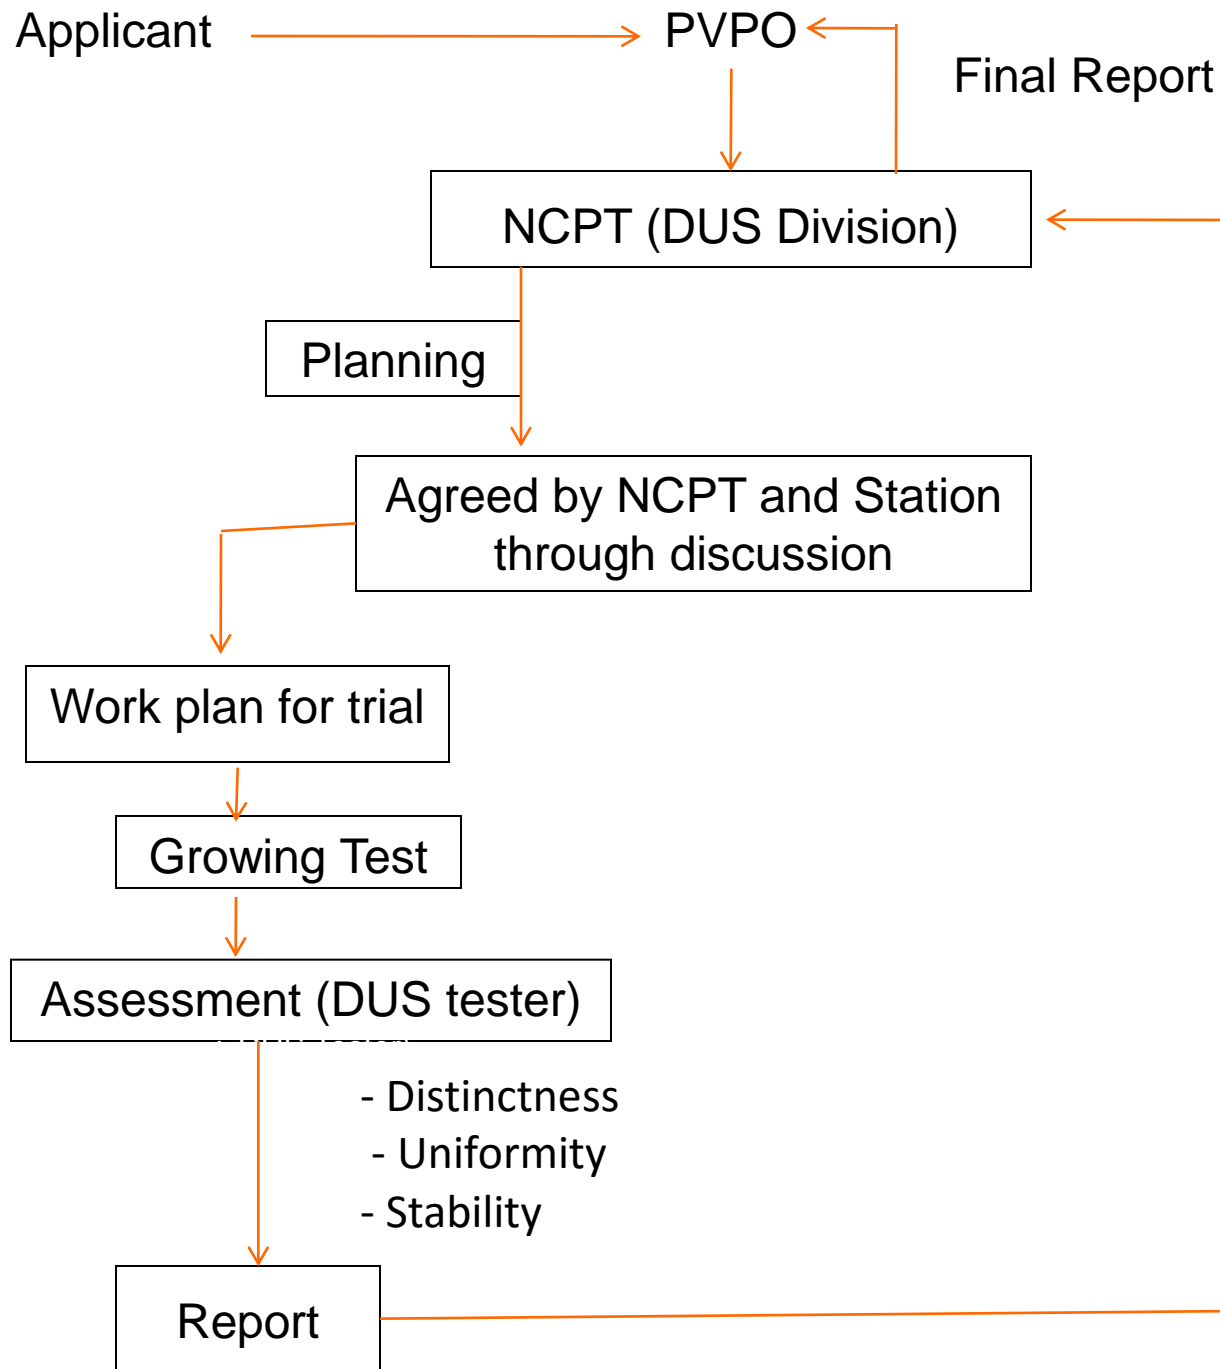 Applicant
PVPO
Final Report
NCPT (DUS Division)
Planning
Agreed by NCPT and Station
through discussion
Work plan for trial
Growing Test
Assessment (DUS tester)
- Distinctness
- Uniformity
- Stability
Report